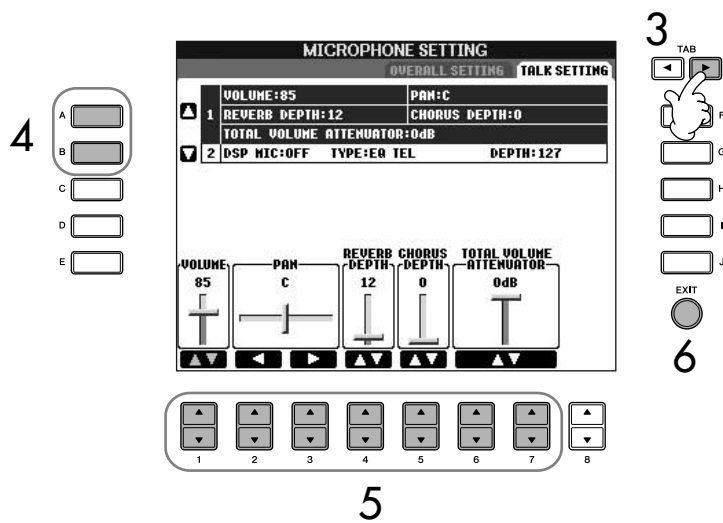 3
MICROPHONE SETTING
TAB
OVERALL SETTING TALK SETTING
VOLUME:85 PAN:C
1 REVERB DEPTH:12 CHORUS DEPTH:0
TOTAL VOLUME ATTENUATOR:0dB
2 DSP MIC:OFF TYPE:EQ TEL DEPTH:127
4
A
B
C
D
E
F
G
H
I
J
VOLUME PAN REVERB DEPTH CHORUS DEPTH TOTAL VOLUME ATTENUATOR
85 C 12 0 0dB
EXIT
6
1 2 3 4 5 6 7 8
5